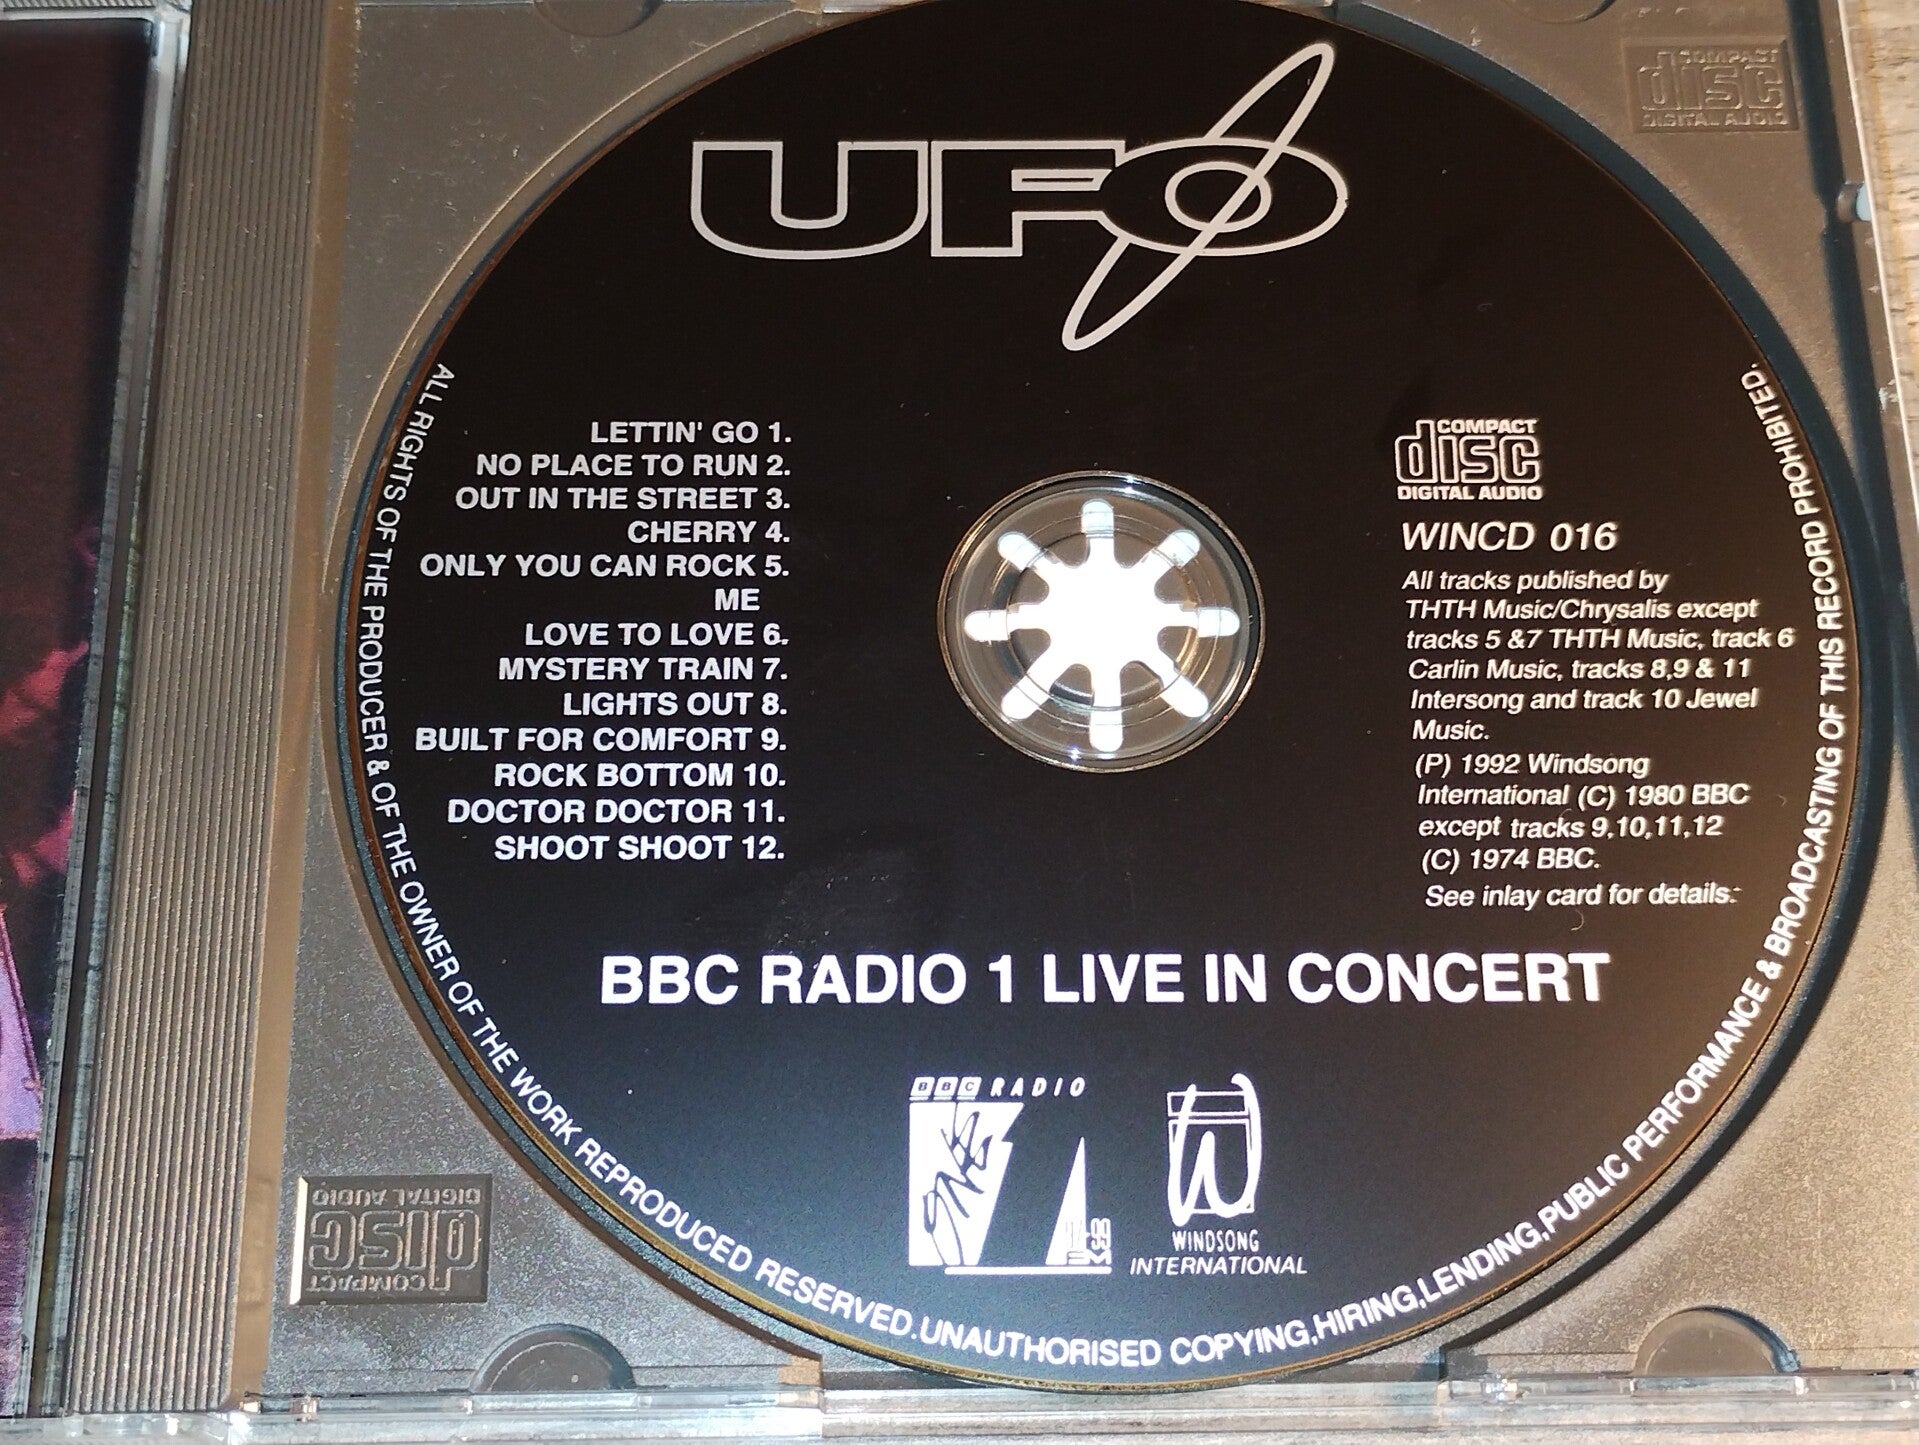 UFO
COMPACT
disc
DIGITAL AUDIO
LETTIN' GO 1.
NO PLACE TO RUN 2.
OUT IN THE STREET 3.
CHERRY 4.
ONLY YOU CAN ROCK 5.
ME
LOVE TO LOVE 6.
MYSTERY TRAIN 7.
LIGHTS OUT 8.
BUILT FOR COMFORT 9.
ROCK BOTTOM 10.
DOCTOR DOCTOR 11.
SHOOT SHOOT 12.
COMPACT
disc
DIGITAL AUDIO
WINCD 016
All tracks published by
THTH Music/Chrysalis except
tracks 5 &7 THTH Music, track 6
Carlin Music, tracks 8,9 & 11
Intersong and track 10 Jewel
Music.
(P) 1992 Windsong
International (C) 1980 BBC
except tracks 9,10,11,12
(C) 1974 BBC.
See inlay card for details.
BBC RADIO 1 LIVE IN CONCERT
BBC RADIO
1
WINDSONG
INTERNATIONAL
ALL RIGHTS OF THE PRODUCER & OF THE OWNER OF THE WORK REPRODUCED RESERVED.UNAUTHORISED COPYING,HIRING,LENDING,PUBLIC PERFORMANCE & BROADCASTING OF THIS RECORD PROHIBITED.
COMPACT
disc
DIGITAL AUDIO